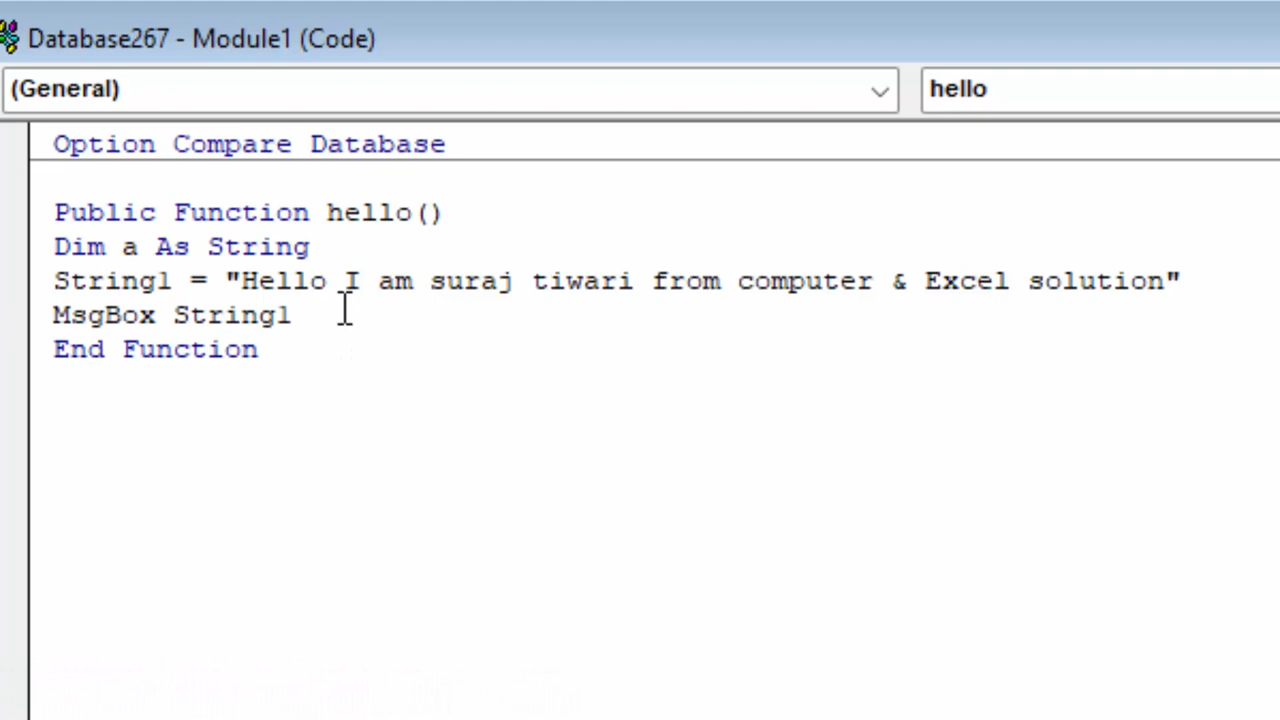 Database267 - Module1 (Code)
(General)
hello
Option Compare Database
Public Function hello()
Dim a As String
String1 = "Hello I am suraj tiwari from computer & Excel solution"
MsgBox String1
End Function